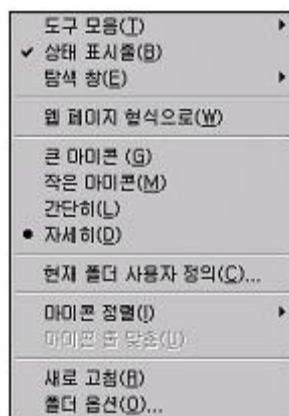 도구 모음(T)
상태 표시줄(B)
탐색 창(E)
웹 페이지 형식으로(W)
큰 아이콘 (G)
작은 아이콘(M)
간단히(L)
자세히(D)
현재 폴더 사용자 정의(C)...
아이콘 정렬(I)
아이콘 줄 맞춤(U)
새로 고침(R)
폴더 옵션(O)...